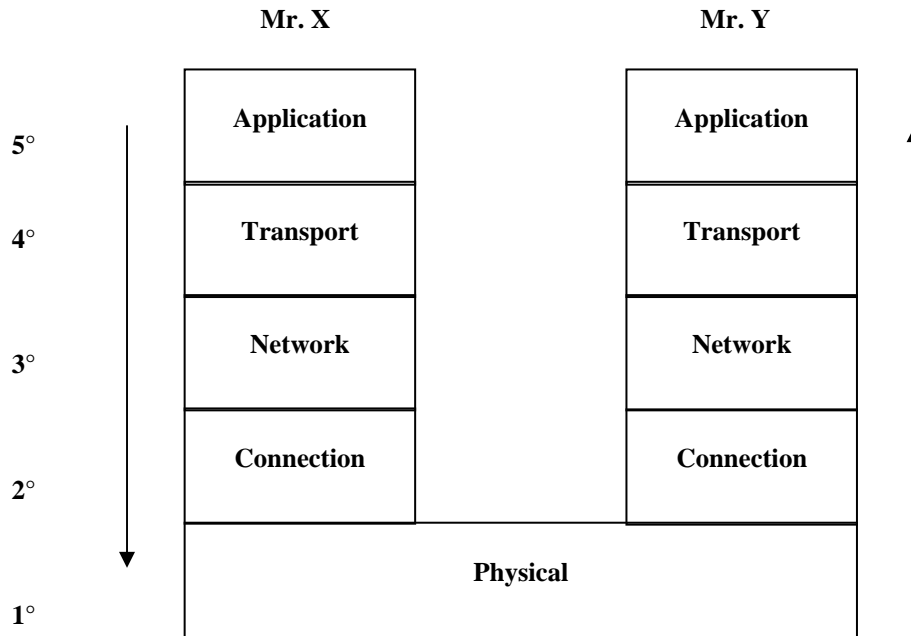 Mr. X Mr. Y
5° Application Application
4° Transport Transport
3° Network Network
2° Connection Connection
1° Physical